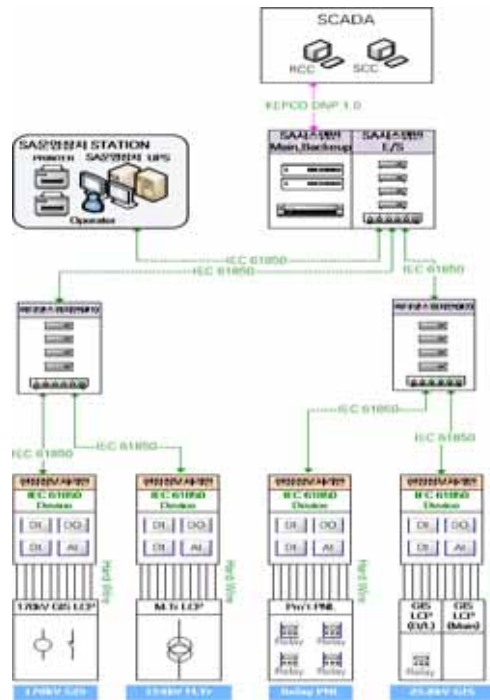 SCADA
RCC
SCC
KEPCO DNP 1.0
SA운영장치 STATION
PRINTER SA운영장치 UPS
Operator
SA시스템반
Main,Backup
SA시스템반
E/S
IEC 61850
IEC 61850
IEC 61850
IEC 61850
IEC 61850
IEC 61850
IEC 61850
IEC 61850
Device
DI DO
DI AI
Hard Wire
IEC 61850
Device
DI DO
DI AI
IEC 61850
Device
DI DO
DI AI
Hard Wire
IEC 61850
Device
DI DO
DI AI
170kV GIS LCP
M.Tr LCP
Pro't PNL
Relay Relay
Relay Relay
GIS
LCP
(D/L)
Relay
GIS
LCP
(Main)
170kV GIS
M.Tr
Relay PNL
25.8kV GIS